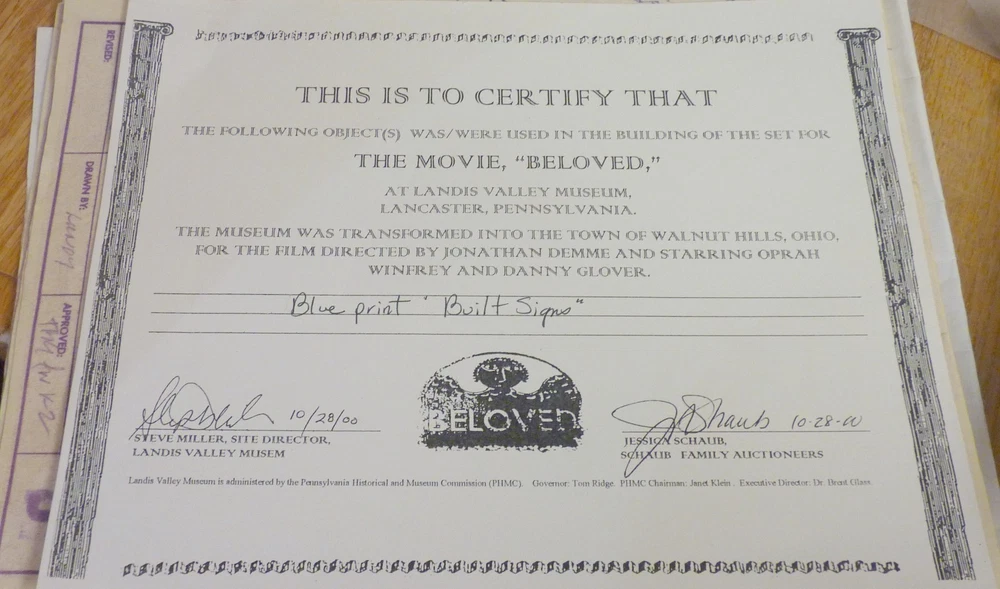 THIS IS TO CERTIFY THAT
THE FOLLOWING OBJECT(S) WAS/WERE USED IN THE BUILDING OF THE SET FOR
THE MOVIE, "BELOVED,"
AT LANDIS VALLEY MUSEUM,
LANCASTER, PENNSYLVANIA.
THE MUSEUM WAS TRANSFORMED INTO THE TOWN OF WALNUT HILLS, OHIO,
FOR THE FILM DIRECTED BY JONATHAN DEMME AND STARRING OPRAH
WINFREY AND DANNY GLOVER.
Blue print ' Built Signs"
BELOVED
10/28/00
STEVE MILLER, SITE DIRECTOR,
LANDIS VALLEY MUSEM
J Schaub 10-28-00
JESSICA SCHAUB,
SCHAUB FAMILY AUCTIONEERS
Landis Valley Museum is administered by the Pennsylvania Historical and Museum Commission (PHMC). Governor: Tom Ridge. PHMC Chairman: Janet Klein. Executive Director: Dr. Brent Glass.
REVISED:
DRAWN BY:
APPROVED: